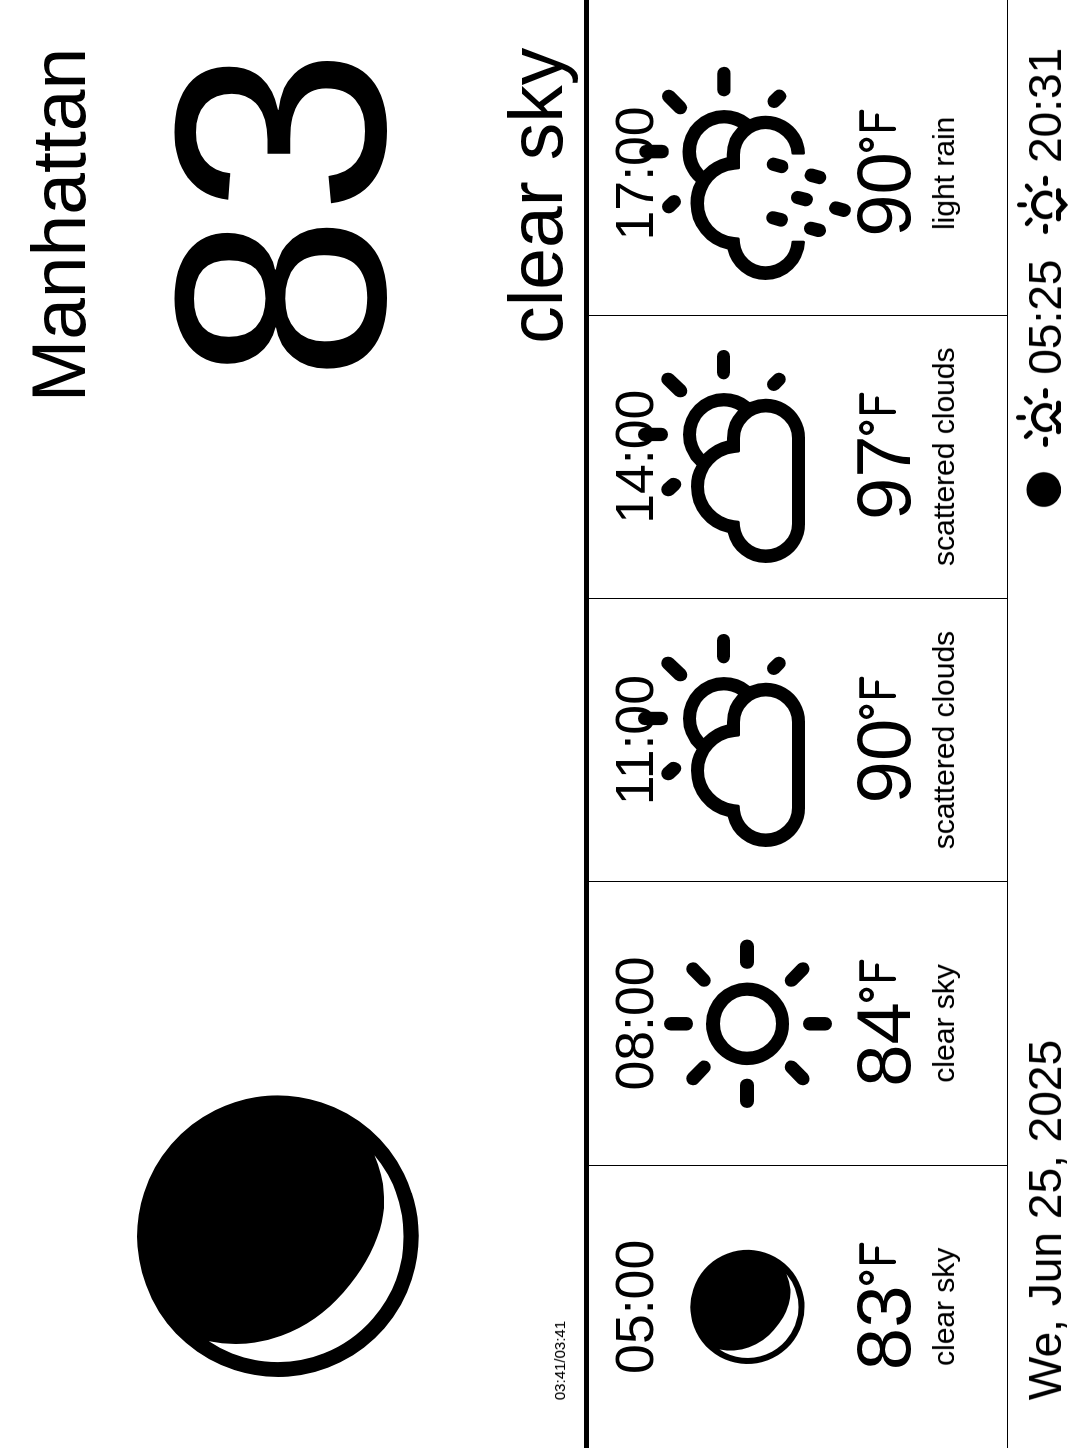 Manhattan
83
clear sky
03:41/03:41
05:00 08:00 11:00 14:00 17:00
83°F 84°F 90°F 97°F 90°F
clear sky clear sky scattered clouds scattered clouds light rain
We, Jun 25, 2025 05:25 20:31